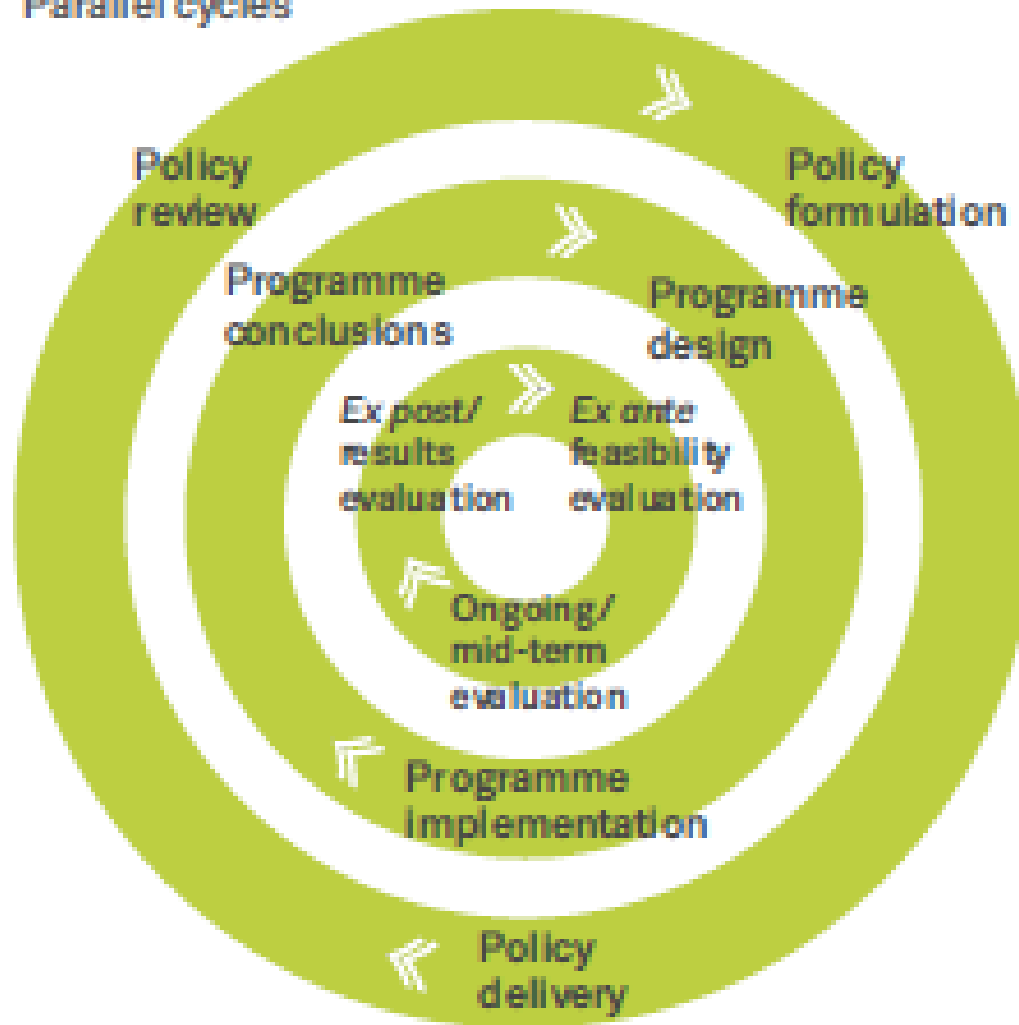 Parallel cycles
Policy
review
Policy
formulation
Programme
conclusions
Programme
design
Ex post/
results
evaluation
Ex ante
feasibility
evaluation
Ongoing/
mid-term
evaluation
Programme
implementation
Policy
delivery